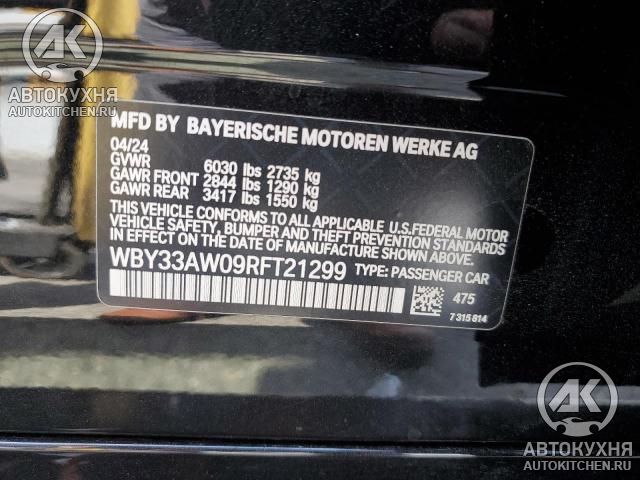 AK
АВТОКУХНЯ
AUTOKITCHEN.RU
MFD BY BAYERISCHE MOTOREN WERKE AG
04/24
GVWR 6030 lbs 2735 kg
GAWR FRONT 2844 lbs 1290 kg
GAWR REAR 3417 lbs 1550 kg
THIS VEHICLE CONFORMS TO ALL APPLICABLE U.S.FEDERAL MOTOR
VEHICLE SAFETY, BUMPER AND THEFT PREVENTION STANDARDS
IN EFFECT ON THE DATE OF MANUFACTURE SHOWN ABOVE.
WBY33AW09RFT21299 TYPE: PASSENGER CAR
475
7 315 814
AK
АВТОКУХНЯ
AUTOKITCHEN.RU